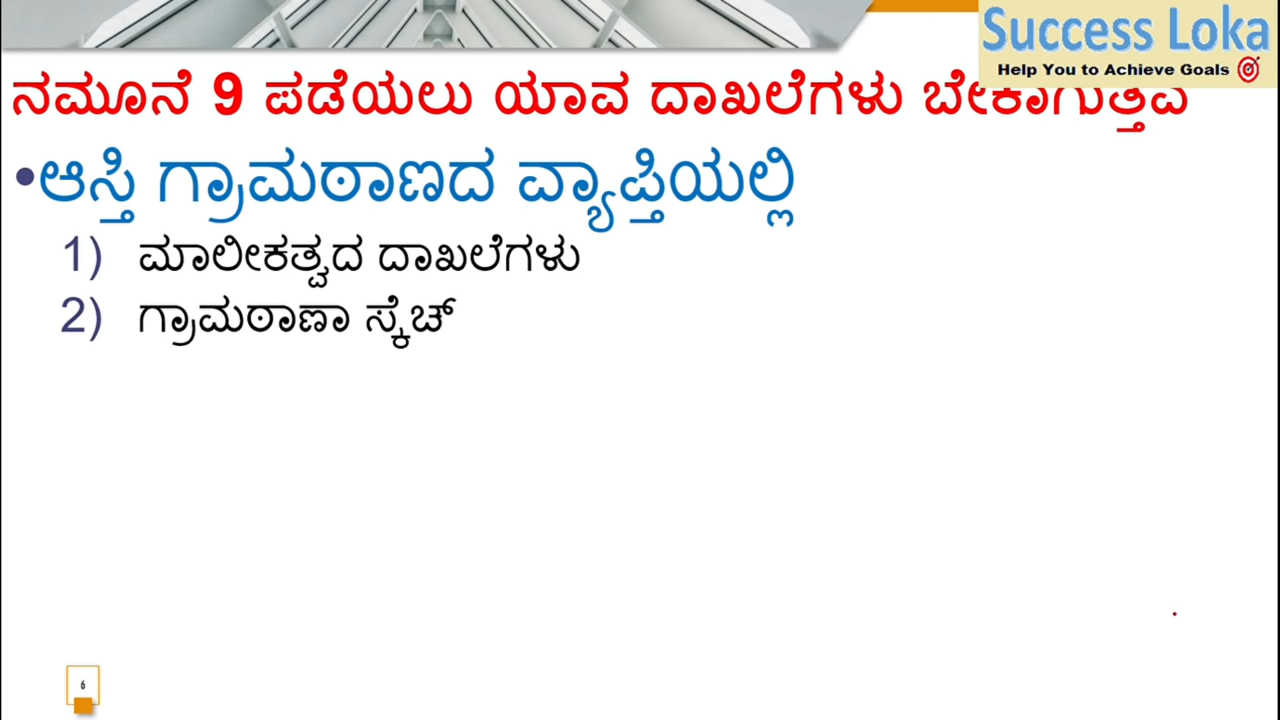 Success Loka
Help You to Achieve Goals
ನಮೂನೆ 9 ಪಡೆಯಲು ಯಾವ ದಾಖಲೆಗಳು ಬೇಕಾಗುತ್ತವೆ
•ಆಸ್ತಿ ಗ್ರಾಮಠಾಣದ ವ್ಯಾಪ್ತಿಯಲ್ಲಿ
1) ಮಾಲೀಕತ್ವದ ದಾಖಲೆಗಳು
2) ಗ್ರಾಮಠಾಣಾ ಸ್ಕೆಚ್
6